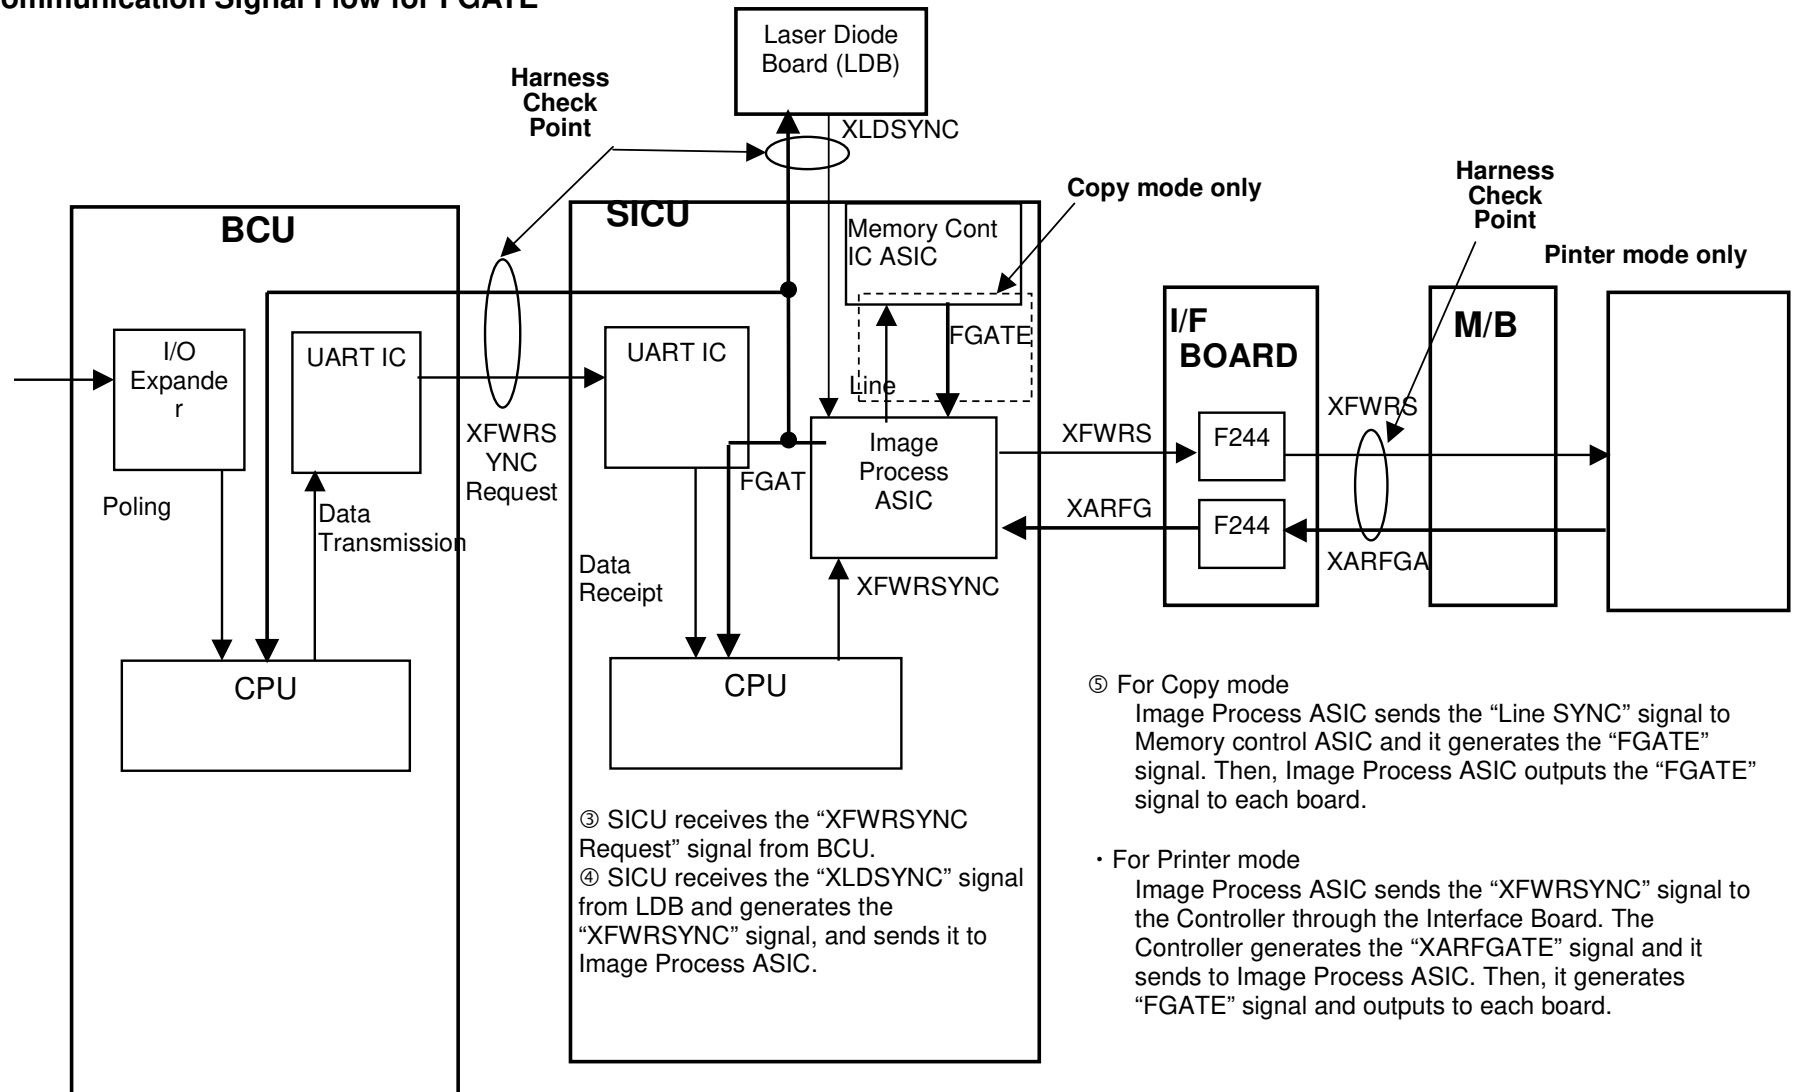 ommunication Signal Flow for FGATE
Laser Diode
Board (LDB)
Harness
Check
Point
XLDSYNC
Copy mode only
Harness
Check
Point
Pinter mode only
BCU
SICU
Memory Cont
IC ASIC
I/F
BOARD
M/B
I/O
Expande
r
UART IC
UART IC
FGATE
Line
XFWRS
YNC
Request
FGAT
Image
Process
ASIC
XFWRS
F244
XFWRS
XARFG
F244
XARFGA
Poling
Data
Transmission
Data
Receipt
XFWRSYNC
CPU
CPU
③ SICU receives the “XFWRSYNC
Request” signal from BCU.
④ SICU receives the “XLDSYNC” signal
from LDB and generates the
“XFWRSYNC” signal, and sends it to
Image Process ASIC.
⑤ For Copy mode
Image Process ASIC sends the “Line SYNC” signal to
Memory control ASIC and it generates the “FGATE”
signal. Then, Image Process ASIC outputs the “FGATE”
signal to each board.
・For Printer mode
Image Process ASIC sends the “XFWRSYNC” signal to
the Controller through the Interface Board. The
Controller generates the “XARFGATE” signal and it
sends to Image Process ASIC. Then, it generates
“FGATE” signal and outputs to each board.